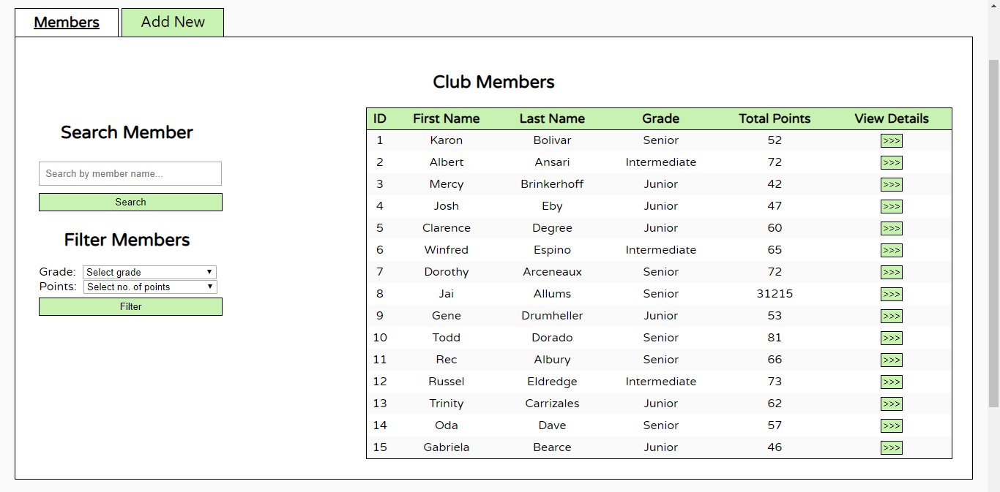 Members Add New
Club Members
Search Member
Search by member name...
Search
Filter Members
Grade: Select grade
Points: Select no. of points
Filter
ID First Name Last Name Grade Total Points View Details
1 Karon Bolivar Senior 52 >>>
2 Albert Ansari Intermediate 72 >>>
3 Mercy Brinkerhoff Junior 42 >>>
4 Josh Eby Junior 47 >>>
5 Clarence Degree Junior 60 >>>
6 Winfred Espino Intermediate 65 >>>
7 Dorothy Arceneaux Senior 72 >>>
8 Jai Allums Senior 31215 >>>
9 Gene Drumheller Junior 53 >>>
10 Todd Dorado Senior 81 >>>
11 Rec Albury Senior 66 >>>
12 Russel Eldredge Intermediate 73 >>>
13 Trinity Carrizales Junior 62 >>>
14 Oda Dave Senior 57 >>>
15 Gabriela Bearce Junior 46 >>>